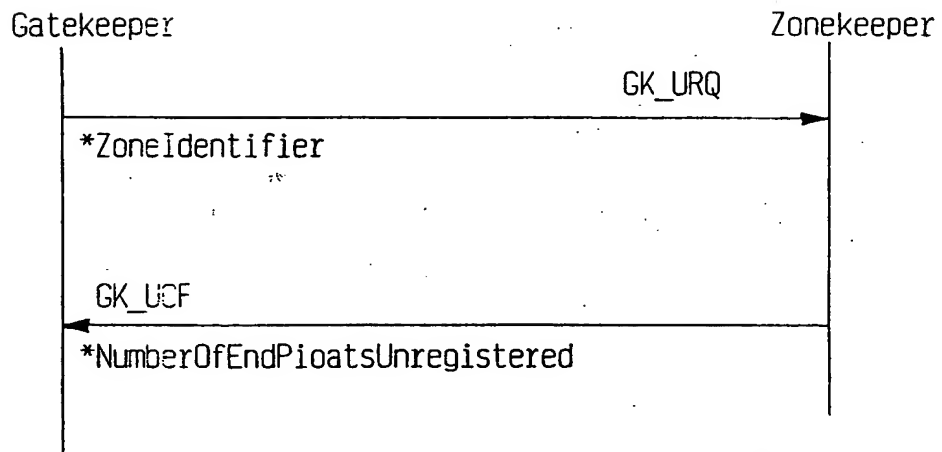 Gatekeeper Zonekeeper
GK_URQ
*ZoneIdentifier
GK_UCF
*NumberOfEndPioatsUnregistered